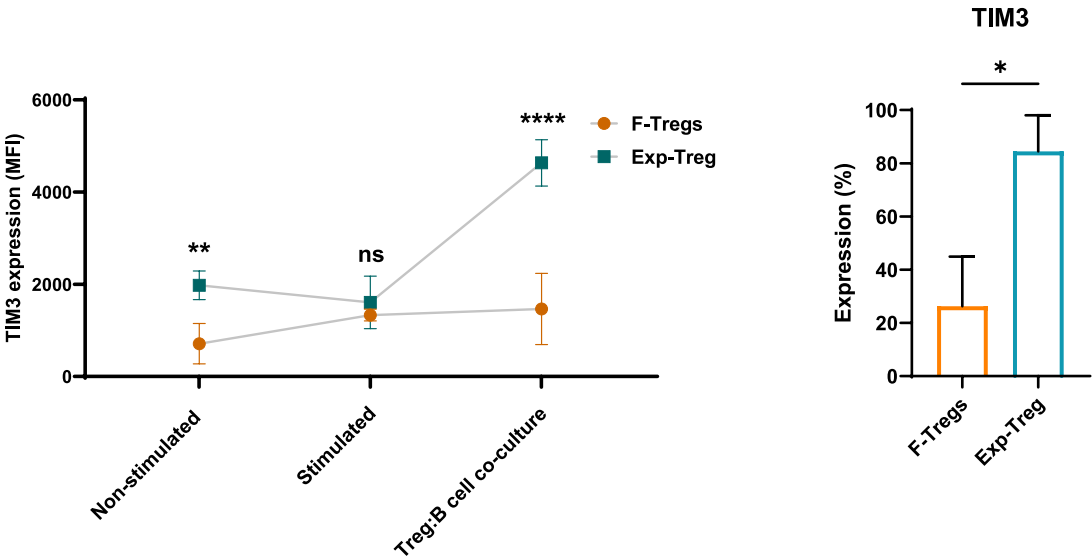 TIM3 expression (MFI)
6000
4000
2000
0
**
ns
****
F-Tregs
Exp-Treg
Non-stimulated
Stimulated
Treg:B cell co-culture
TIM3
*
Expression (%)
100
80
60
40
20
0
F-Tregs
Exp-Treg